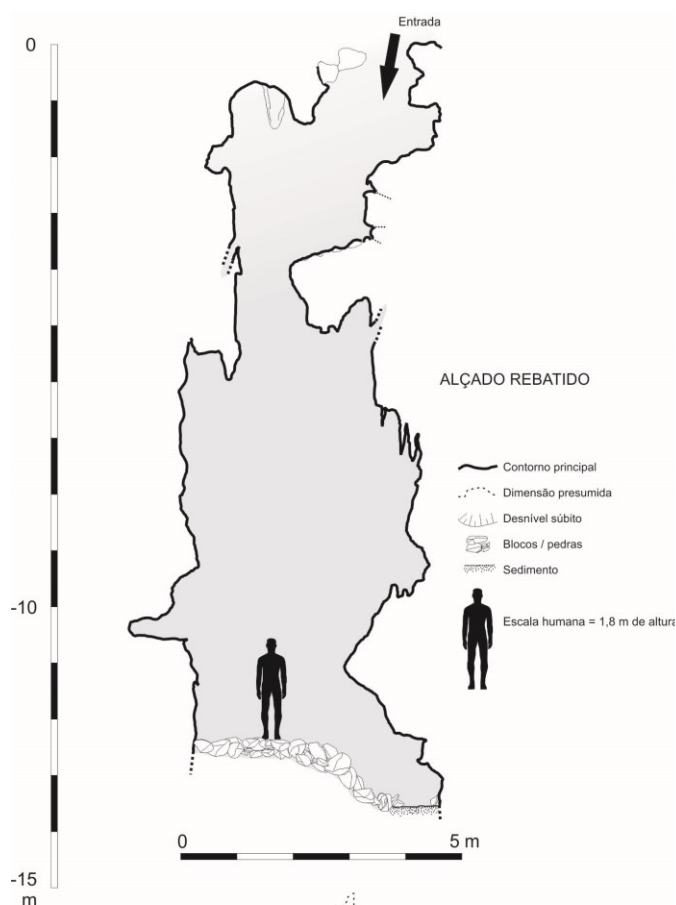 Entrada
0
ALÇADO REBATIDO
Contorno principal
Dimensão presumida
Desnível súbito
Blocos / pedras
Sedimento
-10
Escala humana = 1,8 m de altura
0 5 m
-15
m